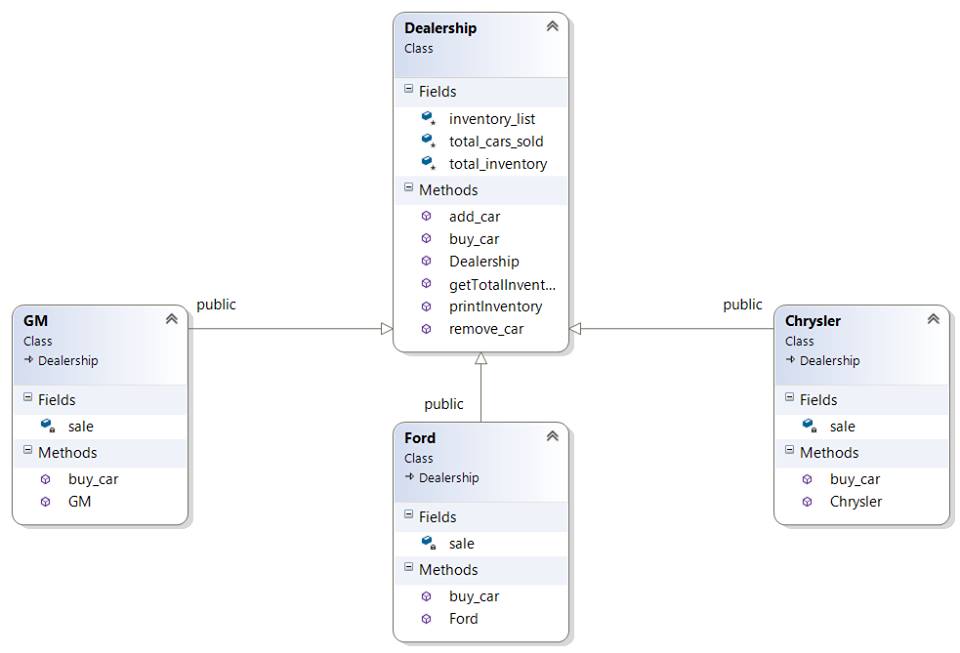 Dealership
Class
Fields
inventory_list
total_cars_sold
total_inventory
Methods
add_car
buy_car
Dealership
getTotalInvent...
printInventory
remove_car
public
GM
Class
Dealership
Fields
sale
Methods
buy_car
GM
public
Ford
Class
Dealership
Fields
sale
Methods
buy_car
Ford
public
Chrysler
Class
Dealership
Fields
sale
Methods
buy_car
Chrysler